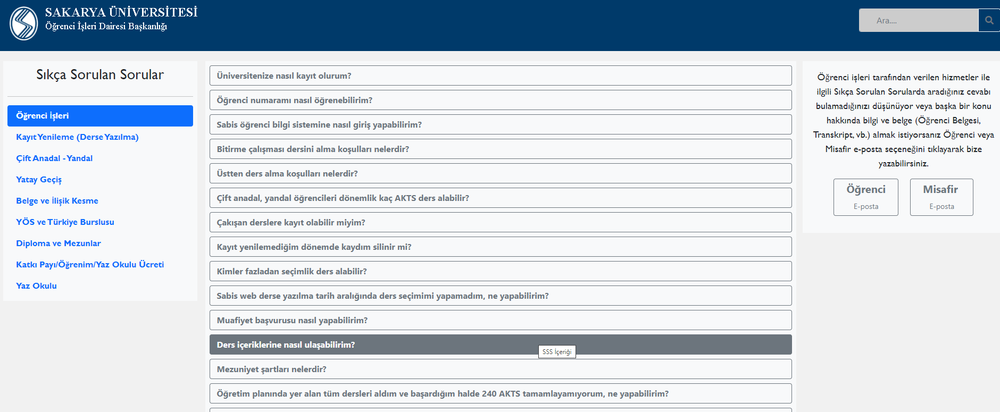 SAKARYA ÜNİVERSİTESİ
Öğrenci İşleri Dairesi Başkanlığı
Ara....
Sıkça Sorulan Sorular
Öğrenci İşleri
Kayıt Yenileme (Derse Yazılma)
Çift Anadal - Yandal
Yatay Geçiş
Belge ve İlişik Kesme
YÖS ve Türkiye Burslusu
Diploma ve Mezunlar
Katkı Payı/Öğrenim/Yaz Okulu Ücreti
Yaz Okulu
Üniversitenize nasıl kayıt olurum?
Öğrenci numaramı nasıl öğrenebilirim?
Sabis öğrenci bilgi sistemine nasıl giriş yapabilirim?
Bitirme çalışması dersini alma koşulları nelerdir?
Üstten ders alma koşulları nelerdir?
Çift anadal, yandal öğrencileri dönemlik kaç AKTS ders alabilir?
Çakışan derslere kayıt olabilir miyim?
Kayıt yenilemediğim dönemde kaydım silinir mi?
Kimler fazladan seçimlik ders alabilir?
Sabis web derse yazılma tarih aralığında ders seçimimi yapamadım, ne yapabilirim?
Muafiyet başvurusu nasıl yapabilirim?
Ders içeriklerine nasıl ulaşabilirim?
SSS İçeriği
Mezuniyet şartları nelerdir?
Öğretim planında yer alan tüm dersleri aldım ve başardığım halde 240 AKTS tamamlayamıyorum, ne yapabilirim?
Öğrenci işleri tarafından verilen hizmetler ile
ilgili Sıkça Sorulan Sorularda aradığınız cevabı
bulamadığınızı düşünüyor veya başka bir konu
hakkında bilgi ve belge (Öğrenci Belgesi,
Transkript, vb.) almak istiyorsanız Öğrenci veya
Misafir e-posta seçeneğini tıklayarak bize
yazabilirsiniz.
Öğrenci
E-posta
Misafir
E-posta